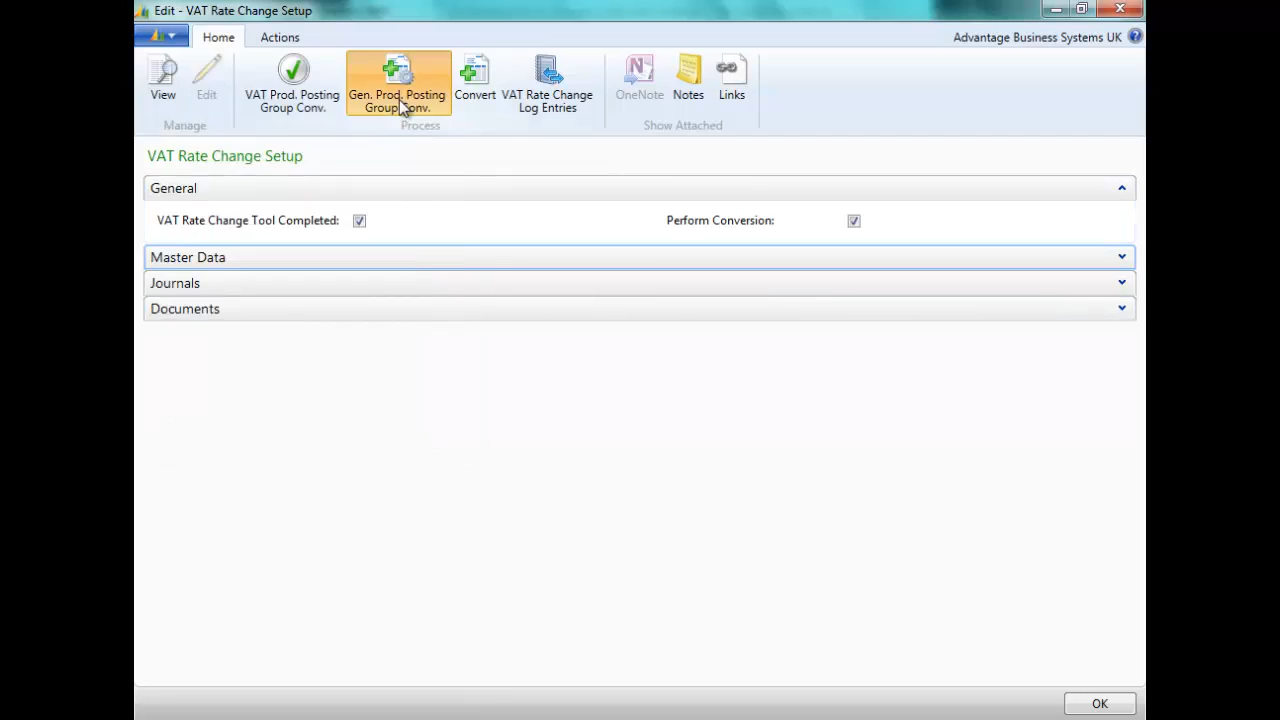 Edit - VAT Rate Change Setup
Home
Actions
Advantage Business Systems UK
View
Edit
VAT Prod. Posting
Group Conv.
Gen. Prod. Posting
Group Conv.
Convert
VAT Rate Change
Log Entries
OneNote
Notes
Links
Manage
Process
Show Attached
VAT Rate Change Setup
General
VAT Rate Change Tool Completed:
Perform Conversion:
Master Data
Journals
Documents
OK